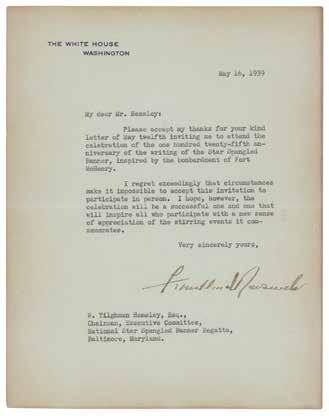 THE WHITE HOUSE
WASHINGTON
May 16, 1939
My dear Mr. Hemsley:
Please accept my thanks for your kind
letter of May twelfth inviting me to attend the
celebration of the one hundred twenty-fifth an-
niversary of the writing of the Star Spangled
Banner, inspired by the bombardment of Fort
McHenry.
I regret exceedingly that circumstances
make it impossible to accept this invitation to
participate in person. I hope, however, the
celebration will be a successful one and one that
will inspire all who participate with a new sense
of appreciation of the stirring events it com-
memorates.
Very sincerely yours,
Franklin D Roosevelt
S. Tilghman Hemsley, Esq.,
Chairman, Executive Committee,
National Star Spangled Banner Regatta,
Baltimore, Maryland.